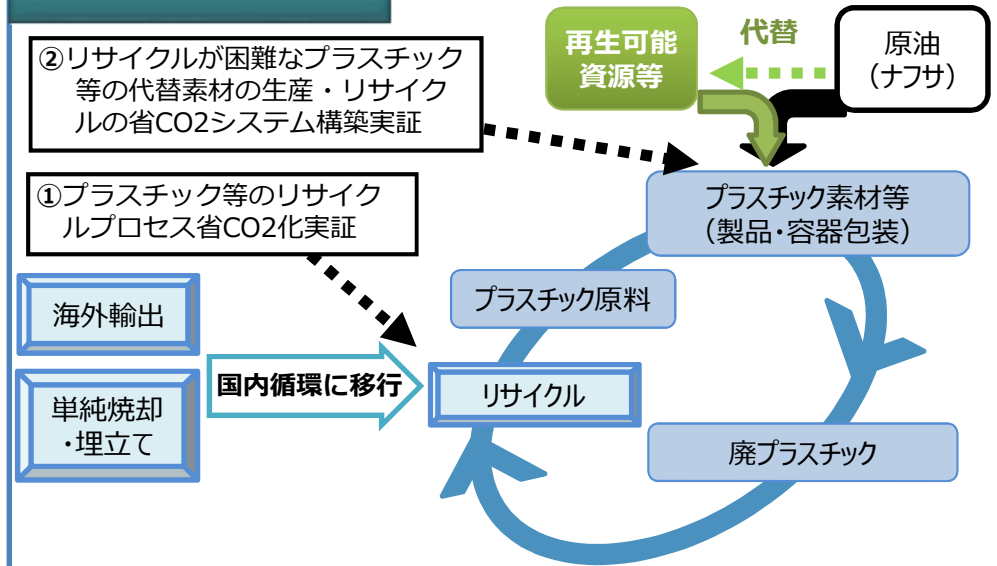 ②リサイクルが困難なプラスチック
等の代替素材の生産・リサイク
ルの省CO2システム構築実証
再生可能
資源等
代替
原油
（ナフサ）
①プラスチック等のリサイク
ルプロセス省CO2化実証
プラスチック素材等
（製品・容器包装）
プラスチック原料
海外輸出
国内循環に移行
リサイクル
単純焼却
・埋立て
廃プラスチック